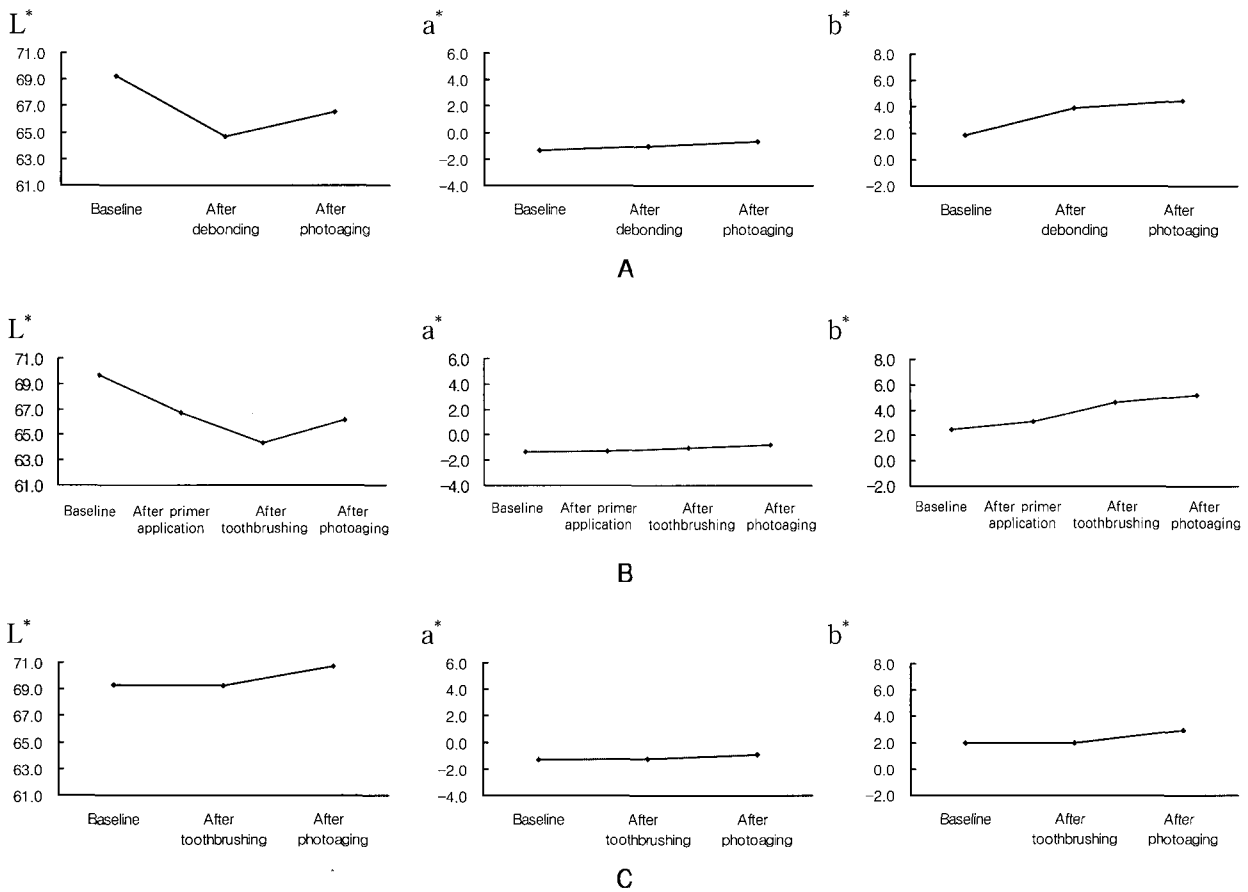 L* a* b*
71.0 6.0 8.0
69.0 4.0 6.0
67.0 2.0 4.0
65.0 0.0 2.0
63.0 −2.0 0.0
61.0 −4.0 −2.0
Baseline After After Baseline After After Baseline After After
debonding photoaging debonding photoaging debonding photoaging
A
L* a* b*
71.0 6.0 8.0
69.0 4.0 6.0
67.0 2.0 4.0
65.0 0.0 2.0
63.0 −2.0 0.0
61.0 −4.0 −2.0
Baseline After primer After After Baseline After primer After After Baseline After primer After After
application toothbrushing photoaging application toothbrushing photoaging application toothbrushing photoaging
B
L* a* b*
71.0 6.0 8.0
69.0 4.0 6.0
67.0 2.0 4.0
65.0 0.0 2.0
63.0 −2.0 0.0
61.0 −4.0 −2.0
Baseline After After Baseline After After Baseline After After
toothbrushing photoaging toothbrushing photoaging toothbrushing photoaging
C